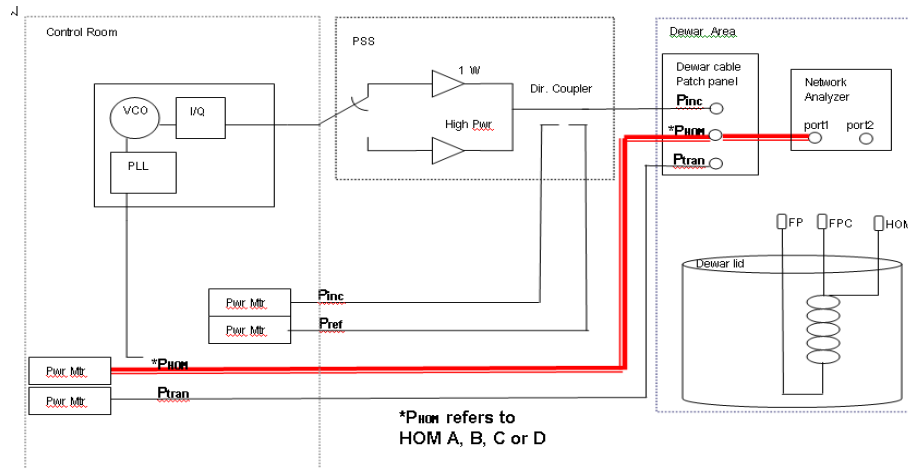 Control Room
VCO
I/Q
PLL
PSS
1 W
High Pwr
Dir. Coupler
Dewar Area
Dewar cable
Patch panel
Pinc
*PHOM
Ptran
Network
Analyzer
port1 port2
FP FPC HOM
Dewar lid
Pwr Mtr Pinc
Pwr Mtr Pref
Pwr Mtr *PHOM
Pwr Mtr Ptran
*PHOM refers to
HOM A, B, C or D